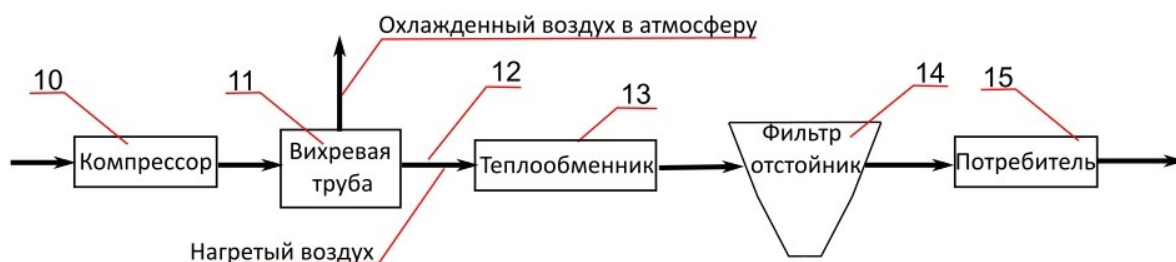 Охлажденный воздух в атмосферу
10
11
12
13
14
15
Компрессор
Вихревая
труба
Теплообменник
Фильтр
отстойник
Потребитель
Нагретый воздух